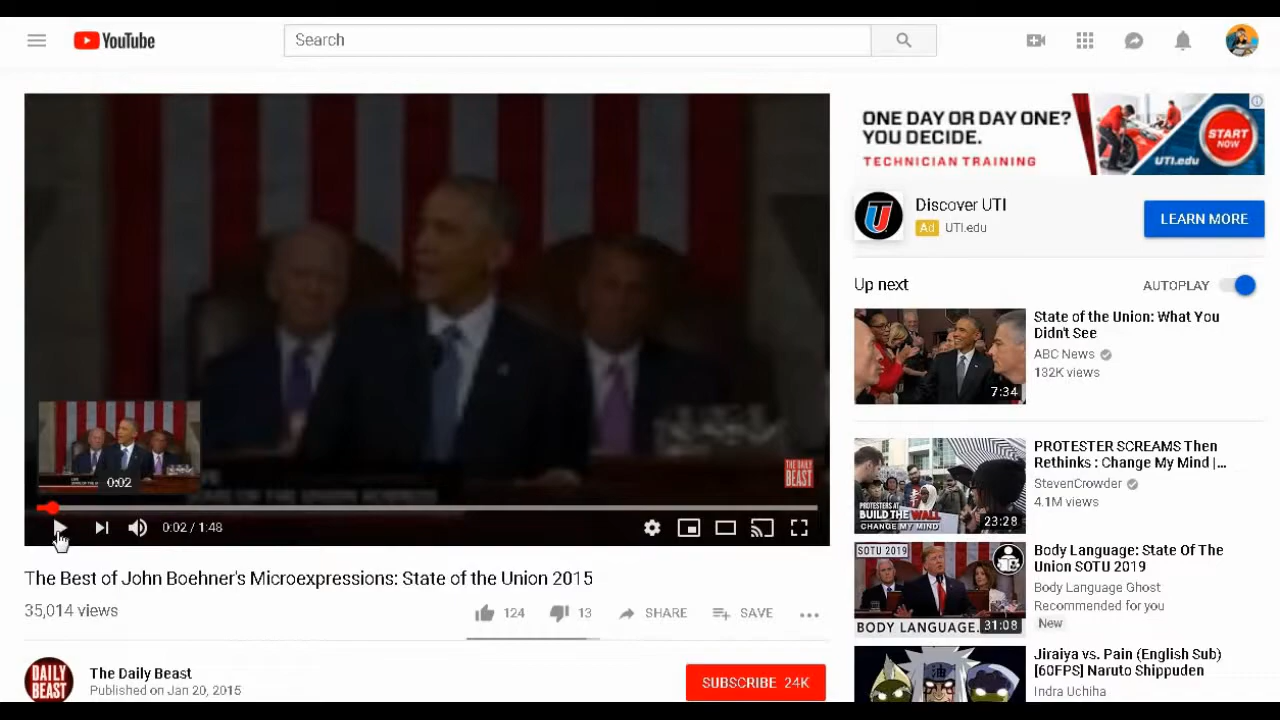 YouTube
Search
ONE DAY OR DAY ONE?
YOU DECIDE.
TECHNICIAN TRAINING
START
NOW
UTI.edu
Discover UTI
Ad UTI.edu
LEARN MORE
Up next
AUTOPLAY
State of the Union: What You
Didn't See
ABC News
132K views
7:34
PROTESTER SCREAMS Then
Rethinks : Change My Mind |...
StevenCrowder
4.1M views
PROTESTERS AT
BUILD THE WALL
CHANGE MY MIND
23:28
Body Language: State Of The
Union SOTU 2019
Body Language Ghost
Recommended for you
New
SOTU 2019
BODY LANGUAGE.
31:08
Jiraiya vs. Pain (English Sub)
[60FPS] Naruto Shippuden
Indra Uchiha
THE DAILY
BEAST
0:02
0:02 / 1:48
The Best of John Boehner's Microexpressions: State of the Union 2015
35,014 views
124
13
SHARE
SAVE
DAILY
BEAST
The Daily Beast
Published on Jan 20, 2015
SUBSCRIBE 24K